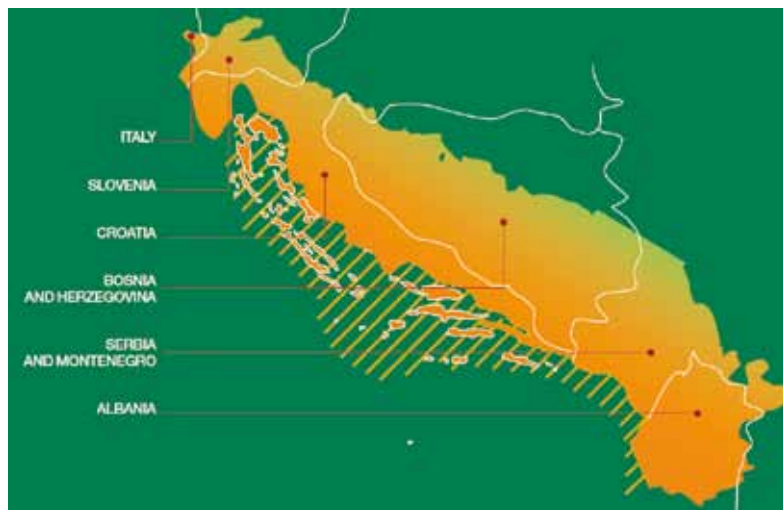 ITALY
SLOVENIA
CROATIA
BOSNIA
AND HERZEGOVINA
SERBIA
AND MONTENEGRO
ALBANIA